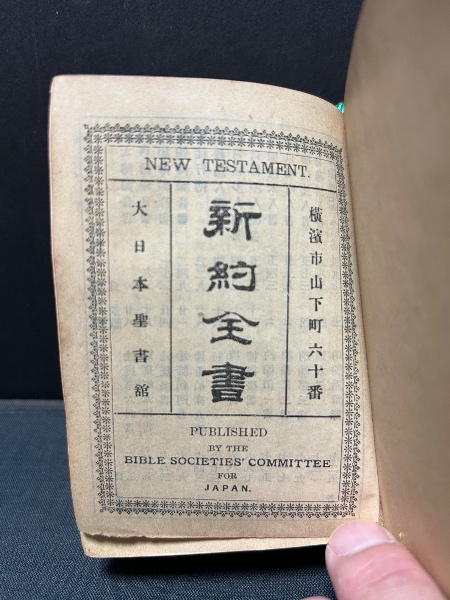 NEW TESTAMENT.
横濱市山下町六十番
新約全書
大日本聖書舘
PUBLISHED
BY THE
BIBLE SOCIETIES' COMMITTEE
FOR
JAPAN.